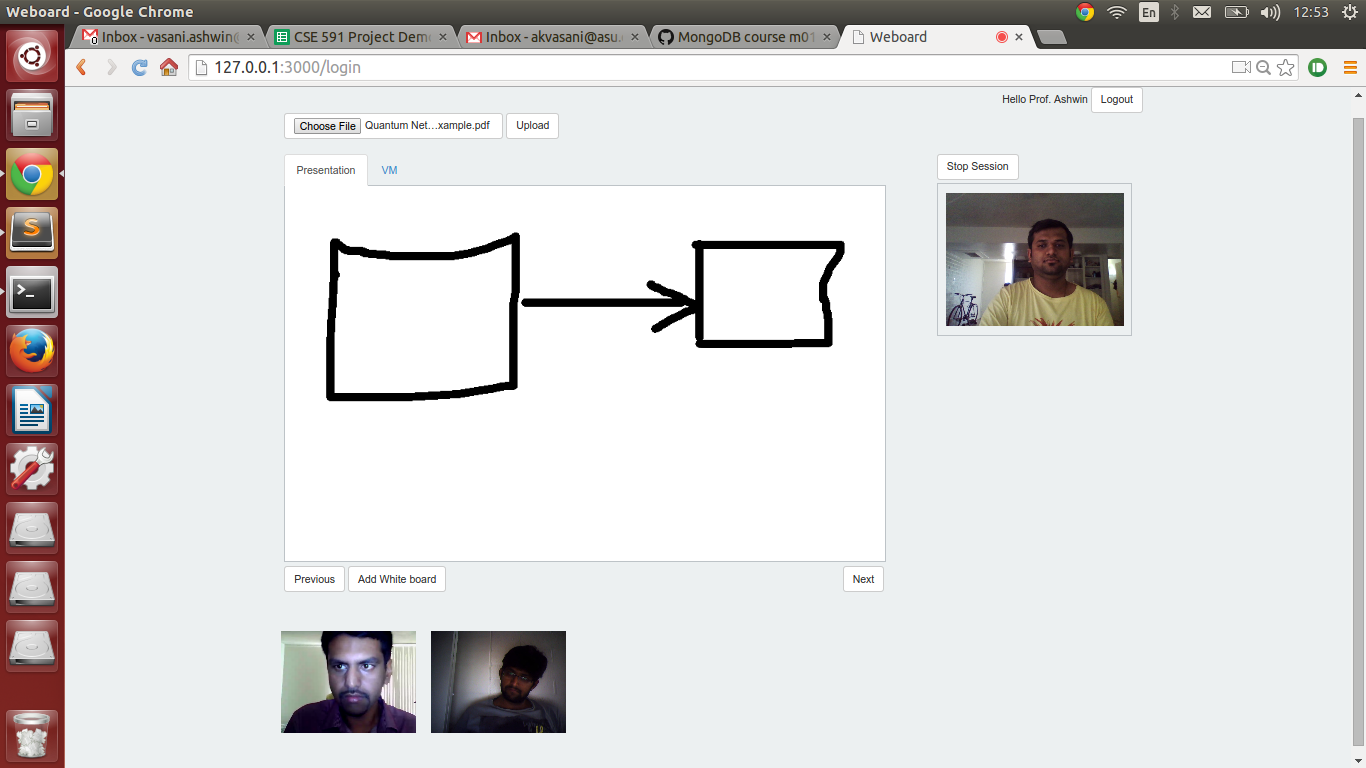 Weboard - Google Chrome
En
12:53
Inbox - vasani.ashwin@
CSE 591 Project Dem
Inbox - akvasani@asu.
MongoDB course m01
Weboard
127.0.0.1:3000/login
Hello Prof. Ashwin
Logout
Choose File
Quantum Net…xample.pdf
Upload
Presentation
VM
Stop Session
Previous
Add White board
Next